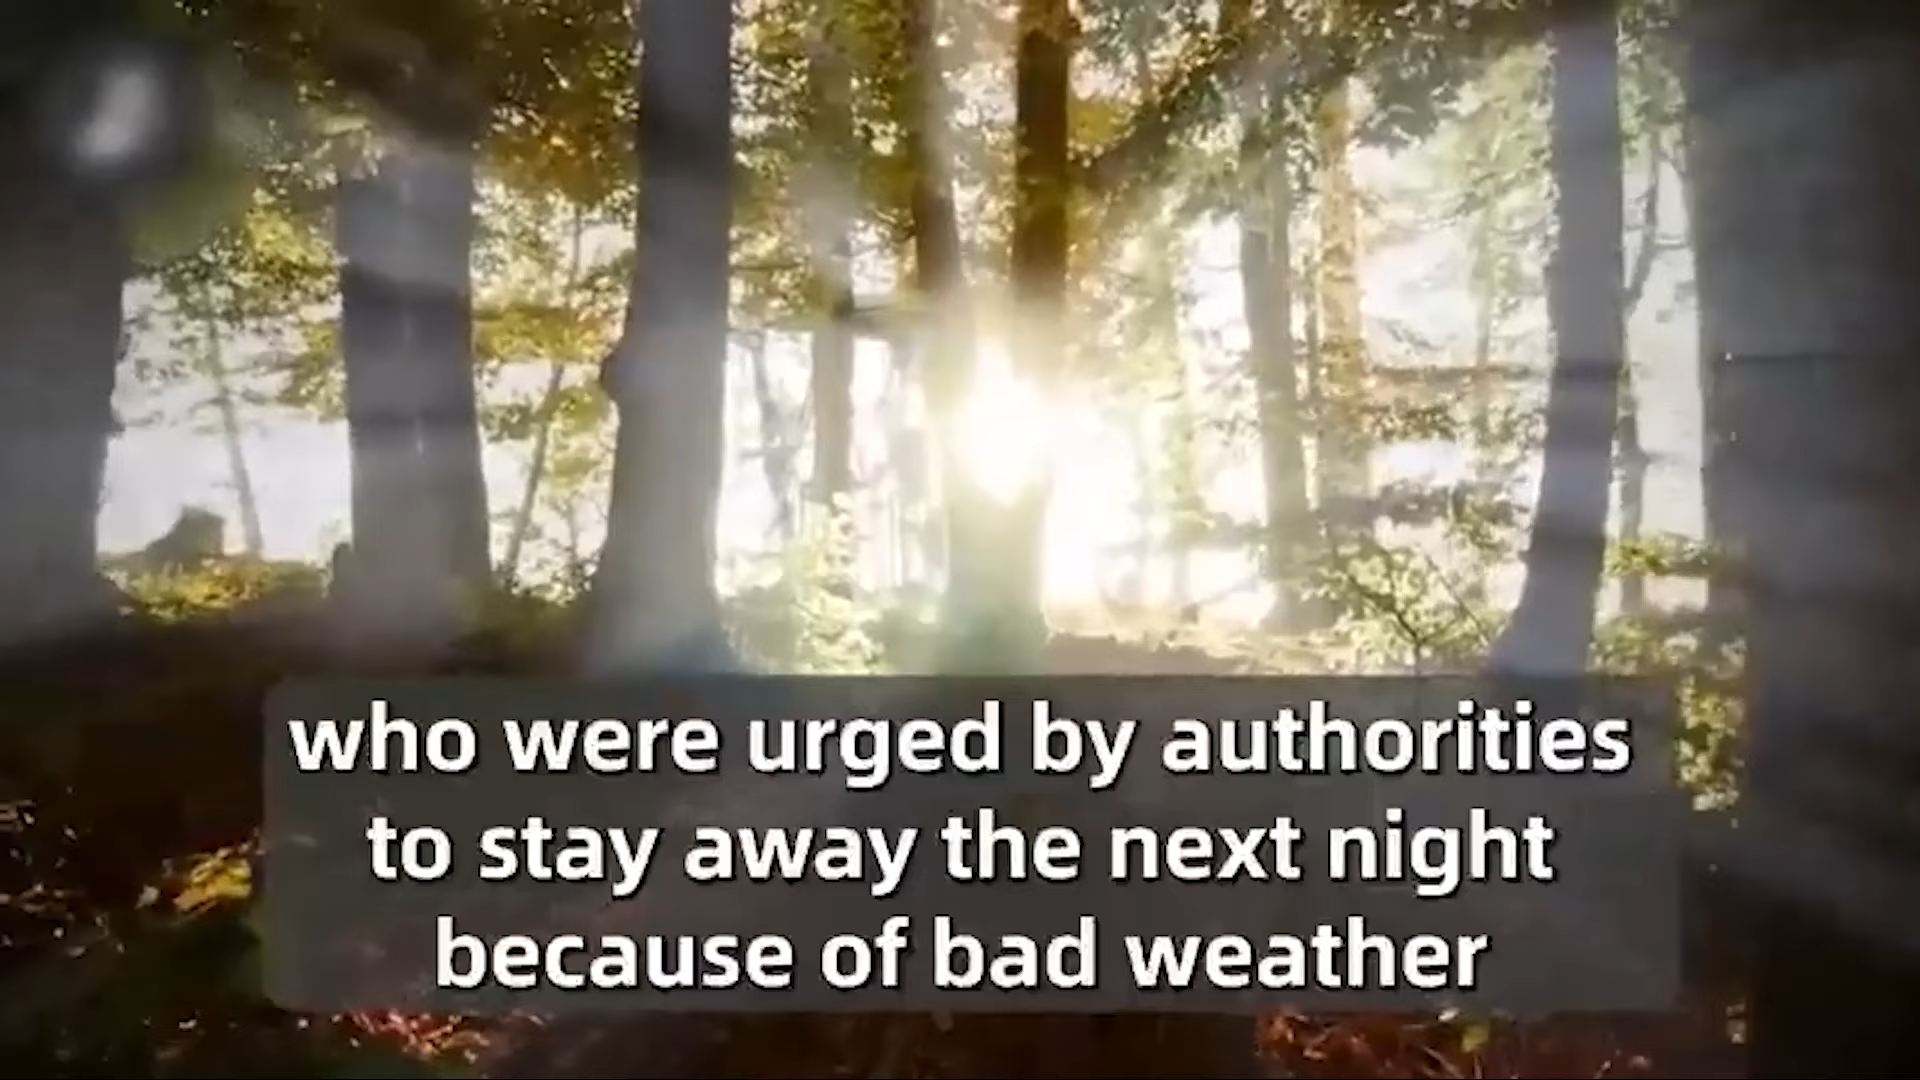 who were urged by authorities
to stay away the next night
because of bad weather